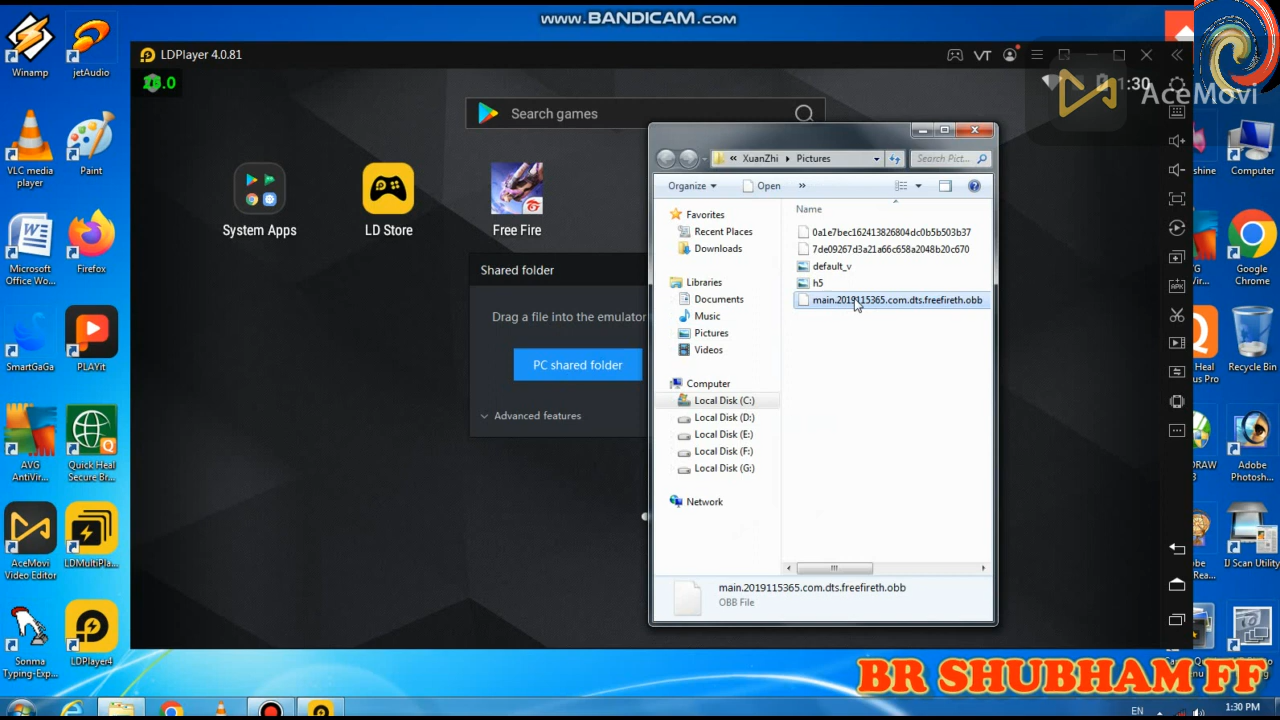 www.BANDICAM.com
LDPlayer 4.0.81
VT
1:30
AceMovi
Search games
System Apps
LD Store
Free Fire
Shared folder
Drag a file into the emulator
PC shared folder
Advanced features
XuanZhi
Pictures
Search Pict...
Organize
Open
»
Name
Favorites
Recent Places
Downloads
Libraries
Documents
Music
Pictures
Videos
Computer
Local Disk (C:)
Local Disk (D:)
Local Disk (E:)
Local Disk (F:)
Local Disk (G:)
Network
0a1e7bec162413826804dc0b5b503b37
7de09267d3a21a66c658a2048b20c670
default_v
h5
main.2019115365.com.dts.freefireth.obb
main.2019115365.com.dts.freefireth.obb
OBB File
Winamp
jetAudio
VLC media player
Paint
Microsoft Office Wo...
Firefox
SmartGaGa
PLAYit
AVG AntiVir...
Quick Heal Secure Br...
AceMovi Video Editor
LDMultiPla...
Sonma Typing-Exp...
LDPlayer4
Computer
Google Chrome
Recycle Bin
Adobe Photosh...
IJ Scan Utility
BR SHUBHAM FF
EN
1:30 PM